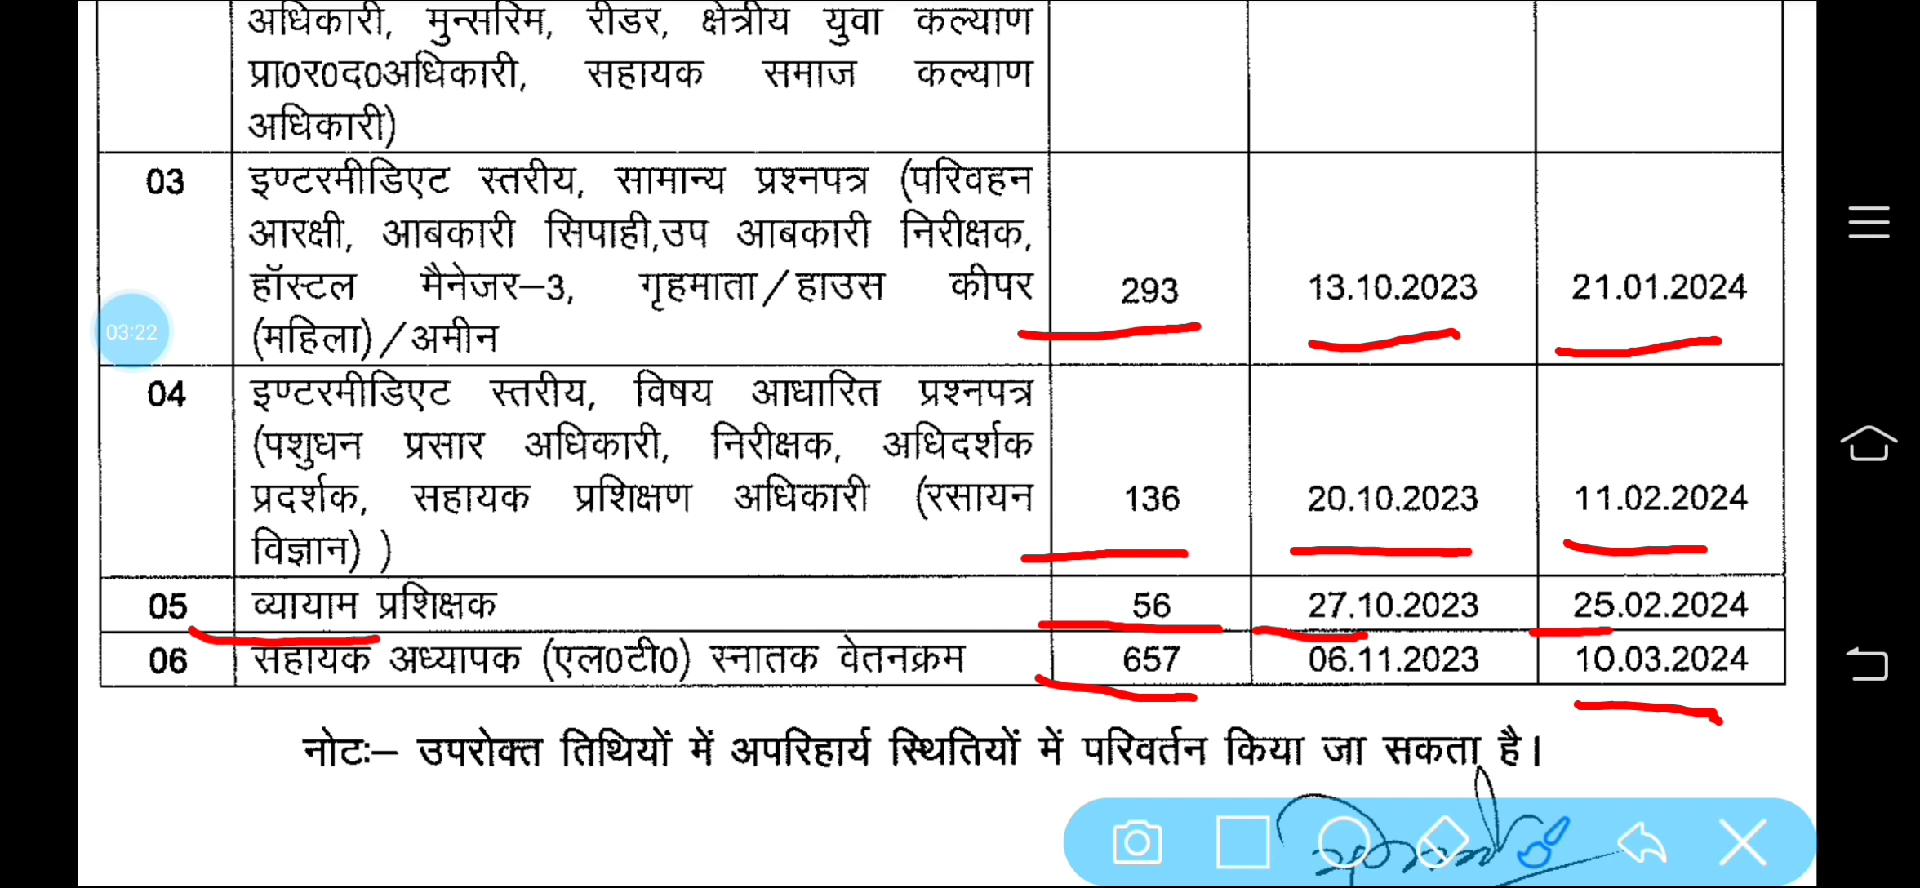 अधिकारी, मुन्सरिम, रीडर, क्षेत्रीय युवा कल्याण
प्रा0र0द0अधिकारी, सहायक समाज कल्याण
अधिकारी)
03 इण्टरमीडिएट स्तरीय, सामान्य प्रश्नपत्र (परिवहन
आरक्षी, आबकारी सिपाही,उप आबकारी निरीक्षक,
हॉस्टल मैनेजर–3, गृहमाता/हाउस कीपर 293 13.10.2023 21.01.2024
03:22
(महिला)/अमीन
04 इण्टरमीडिएट स्तरीय, विषय आधारित प्रश्नपत्र
(पशुधन प्रसार अधिकारी, निरीक्षक, अधिदर्शक
प्रदर्शक, सहायक प्रशिक्षण अधिकारी (रसायन 136 20.10.2023 11.02.2024
विज्ञान) )
05 व्यायाम प्रशिक्षक 56 27.10.2023 25.02.2024
06 सहायक अध्यापक (एल0टी0) स्नातक वेतनक्रम 657 06.11.2023 10.03.2024
नोटः– उपरोक्त तिथियों में अपरिहार्य स्थितियों में परिवर्तन किया जा सकता है।